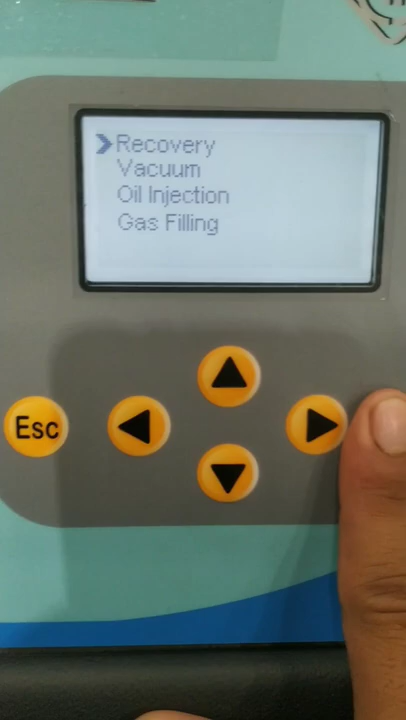 Recovery
Vacuum
Oil Injection
Gas Filling
Esc